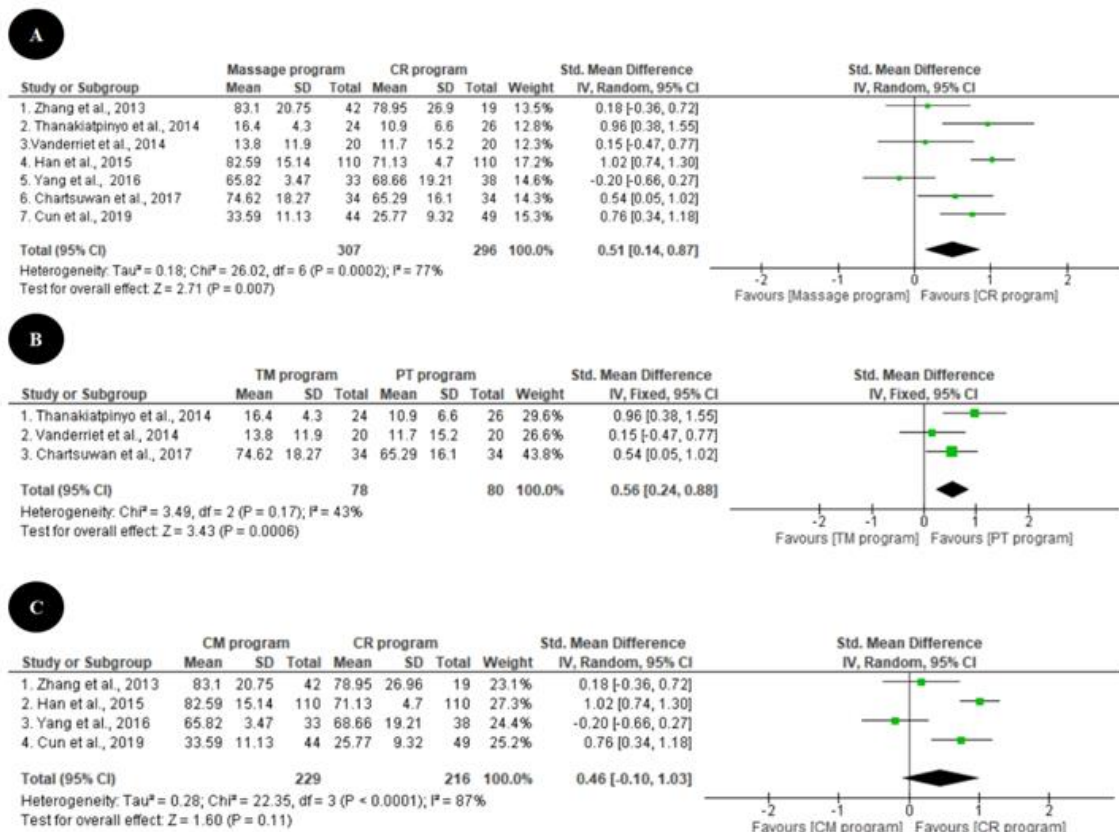 A
Massage program CR program Std. Mean Difference Std. Mean Difference
Study or Subgroup Mean SD Total Mean SD Total Weight IV, Random, 95% CI IV, Random, 95% CI
1. Zhang et al., 2013 83.1 20.75 42 78.95 26.9 19 13.5% 0.18 [-0.36, 0.72]
2. Thanakiatpinyo et al., 2014 16.4 4.3 24 10.9 6.6 26 12.8% 0.96 [0.38, 1.55]
3.Vanderriet et al., 2014 13.8 11.9 20 11.7 15.2 20 12.3% 0.15 [-0.47, 0.77]
4. Han et al., 2015 82.59 15.14 110 71.13 4.7 110 17.2% 1.02 [0.74, 1.30]
5. Yang et al., 2016 65.82 3.47 33 68.66 19.21 38 14.6% -0.20 [-0.66, 0.27]
6. Chartsuwan et al., 2017 74.62 18.27 34 65.29 16.1 34 14.3% 0.54 [0.05, 1.02]
7. Cun et al., 2019 33.59 11.13 44 25.77 9.32 49 15.3% 0.76 [0.34, 1.18]
Total (95% CI) 307 296 100.0% 0.51 [0.14, 0.87]
Heterogeneity: Tau² = 0.18; Chi² = 26.02, df = 6 (P = 0.0002); I² = 77%
Test for overall effect: Z = 2.71 (P = 0.007)
-2 -1 0 1 2
Favours [Massage program] Favours [CR program]
B
TM program PT program Std. Mean Difference Std. Mean Difference
Study or Subgroup Mean SD Total Mean SD Total Weight IV, Fixed, 95% CI IV, Fixed, 95% CI
1. Thanakiatpinyo et al., 2014 16.4 4.3 24 10.9 6.6 26 29.6% 0.96 [0.38, 1.55]
2. Vanderriet et al., 2014 13.8 11.9 20 11.7 15.2 20 26.6% 0.15 [-0.47, 0.77]
3. Chartsuwan et al., 2017 74.62 18.27 34 65.29 16.1 34 43.8% 0.54 [0.05, 1.02]
Total (95% CI) 78 80 100.0% 0.56 [0.24, 0.88]
Heterogeneity: Chi² = 3.49, df = 2 (P = 0.17); I² = 43%
Test for overall effect: Z = 3.43 (P = 0.0006)
-2 -1 0 1 2
Favours [TM program] Favours [PT program]
C
CM program CR program Std. Mean Difference Std. Mean Difference
Study or Subgroup Mean SD Total Mean SD Total Weight IV, Random, 95% CI IV, Random, 95% CI
1. Zhang et al., 2013 83.1 20.75 42 78.95 26.96 19 23.1% 0.18 [-0.36, 0.72]
2. Han et al., 2015 82.59 15.14 110 71.13 4.7 110 27.3% 1.02 [0.74, 1.30]
3. Yang et al., 2016 65.82 3.47 33 68.66 19.21 38 24.4% -0.20 [-0.66, 0.27]
4. Cun et al., 2019 33.59 11.13 44 25.77 9.32 49 25.2% 0.76 [0.34, 1.18]
Total (95% CI) 229 216 100.0% 0.46 [-0.10, 1.03]
Heterogeneity: Tau² = 0.28; Chi² = 22.35, df = 3 (P < 0.0001); I² = 87%
Test for overall effect: Z = 1.60 (P = 0.11)
-2 -1 0 1 2
Favours [CM program] Favours [CR program]